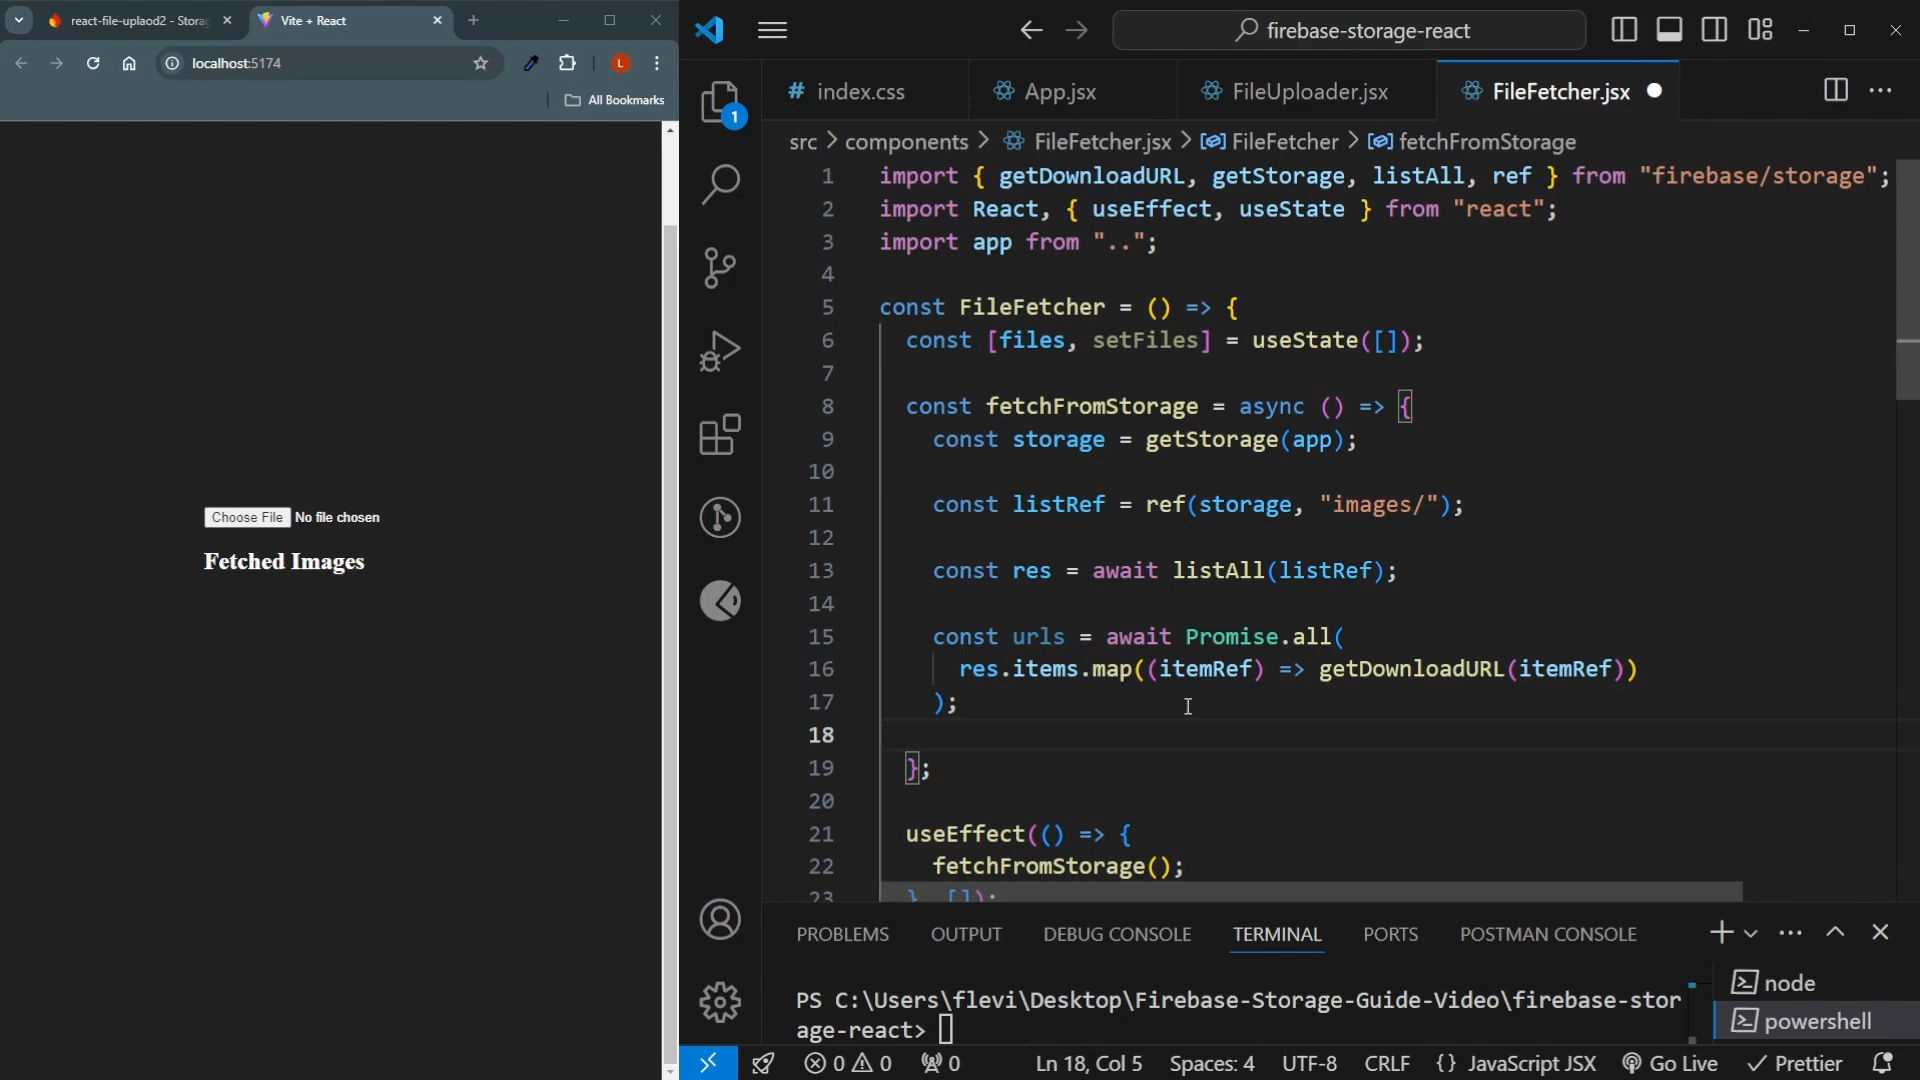 react-file-uplaod2 - Storag
Vite + React
localhost:5174
L
All Bookmarks
Choose File No file chosen
Fetched Images
firebase-storage-react
1
index.css
App.jsx
FileUploader.jsx
FileFetcher.jsx
src > components > FileFetcher.jsx > FileFetcher > fetchFromStorage
1 import { getDownloadURL, getStorage, listAll, ref } from "firebase/storage";
2 import React, { useEffect, useState } from "react";
3 import app from "..";
4
5 const FileFetcher = () => {
6 const [files, setFiles] = useState([]);
7
8 const fetchFromStorage = async () => {
9 const storage = getStorage(app);
10
11 const listRef = ref(storage, "images/");
12
13 const res = await listAll(listRef);
14
15 const urls = await Promise.all(
16 res.items.map((itemRef) => getDownloadURL(itemRef))
17 );
18
19 };
20
21 useEffect(() => {
22 fetchFromStorage();
23 }, []);
PROBLEMS OUTPUT DEBUG CONSOLE TERMINAL PORTS POSTMAN CONSOLE
PS C:\Users\flevi\Desktop\Firebase-Storage-Guide-Video\firebase-stor
age-react>
node
powershell
0 0 0 Ln 18, Col 5 Spaces: 4 UTF-8 CRLF {} JavaScript JSX Go Live Prettier